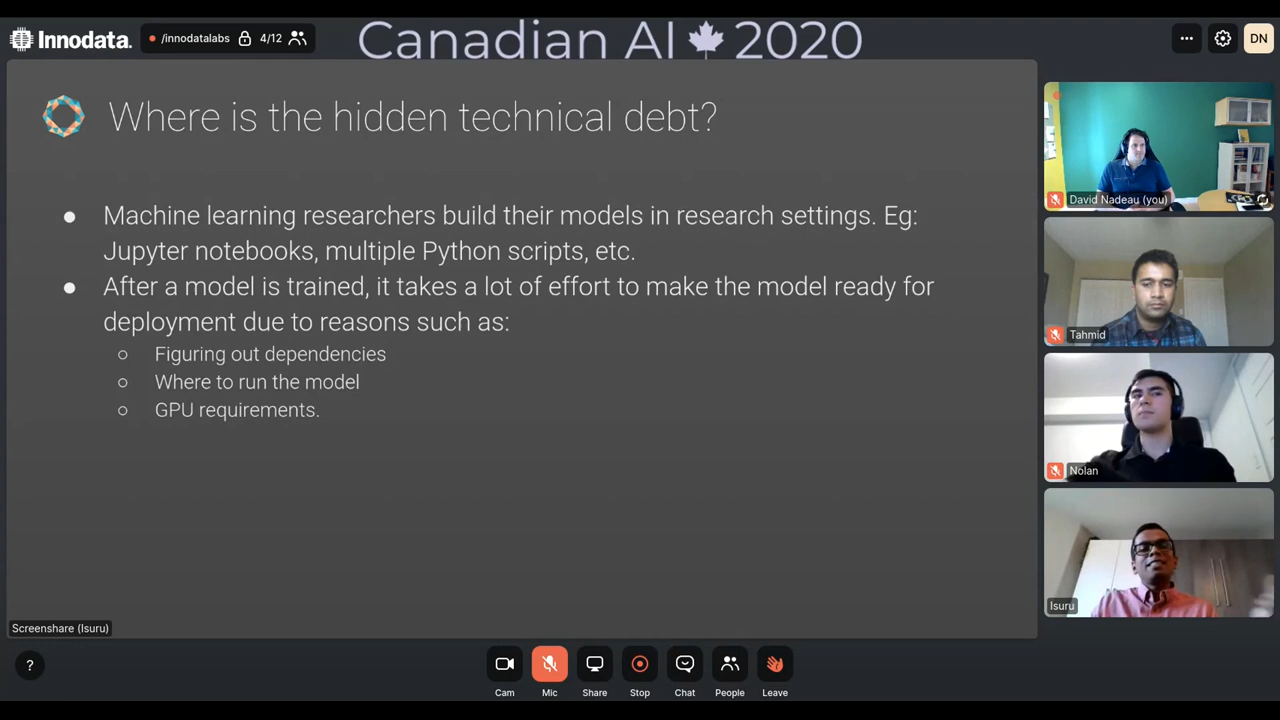 Innodata.
/innodatalabs 4/12
Canadian AI 2020
DN
Where is the hidden technical debt?
Machine learning researchers build their models in research settings. Eg:
Jupyter notebooks, multiple Python scripts, etc.
After a model is trained, it takes a lot of effort to make the model ready for
deployment due to reasons such as:
Figuring out dependencies
Where to run the model
GPU requirements.
David Nadeau (you)
Tahmid
Nolan
Isuru
Screenshare (Isuru)
?
Cam Mic Share Stop Chat People Leave